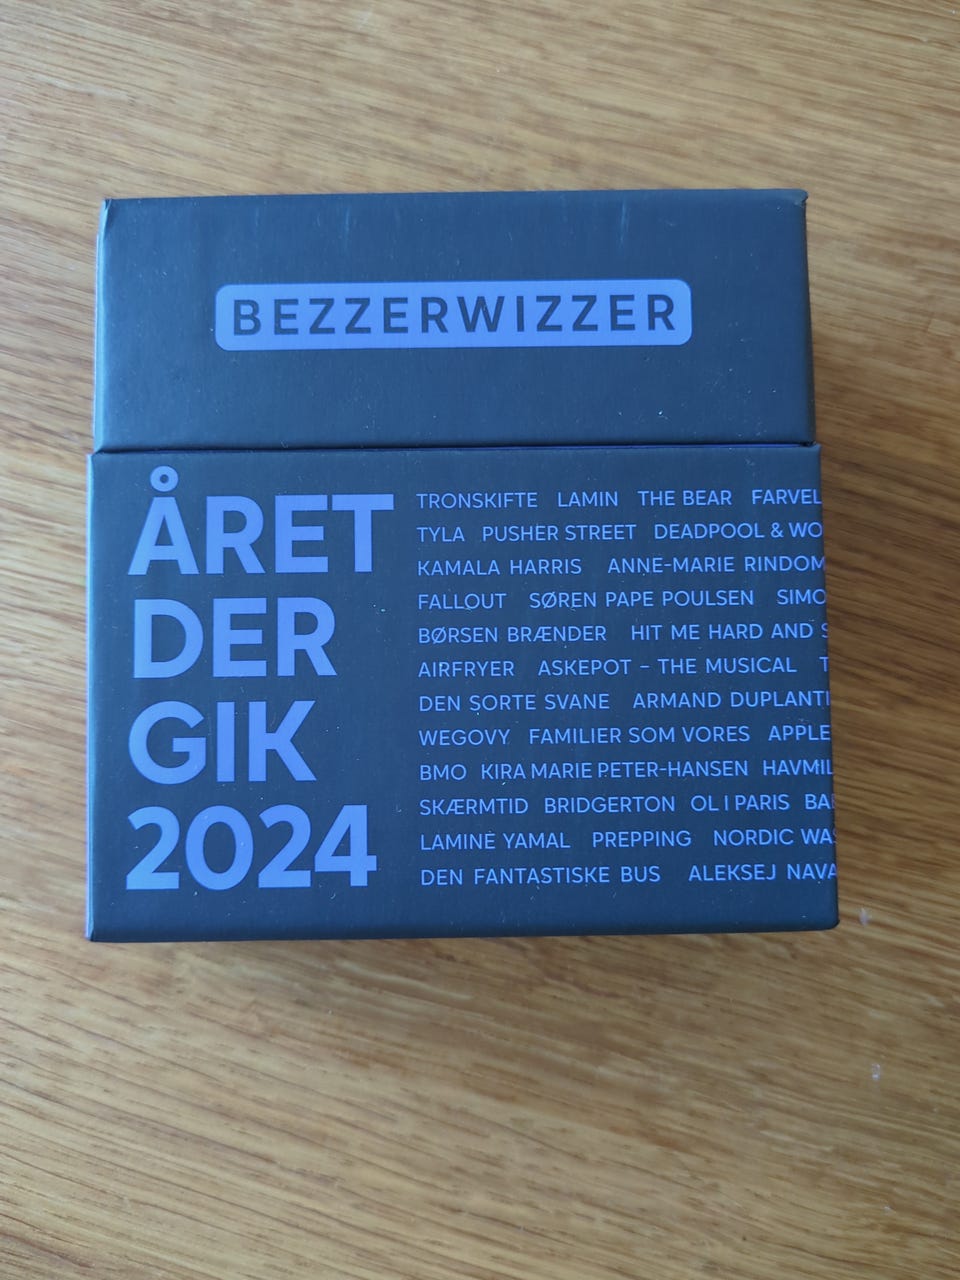 BEZZERWIZZER
ÅRET
DER
GIK
2024
TRONSKIFTE LAMIN THE BEAR FARVEL
TYLA PUSHER STREET DEADPOOL & WO
KAMALA HARRIS ANNE-MARIE RINDOM
FALLOUT SØREN PAPE POULSEN SIMO
BØRSEN BRÆNDER HIT ME HARD AND S
AIRFRYER ASKEPOT - THE MUSICAL T
DEN SORTE SVANE ARMAND DUPLANTI
WEGOVY FAMILIER SOM VORES APPLE
BMO KIRA MARIE PETER-HANSEN HAVMIL
SKÆRMTID BRIDGERTON OL I PARIS BA
LAMINE YAMAL PREPPING NORDIC WAS
DEN FANTASTISKE BUS ALEKSEJ NAVA